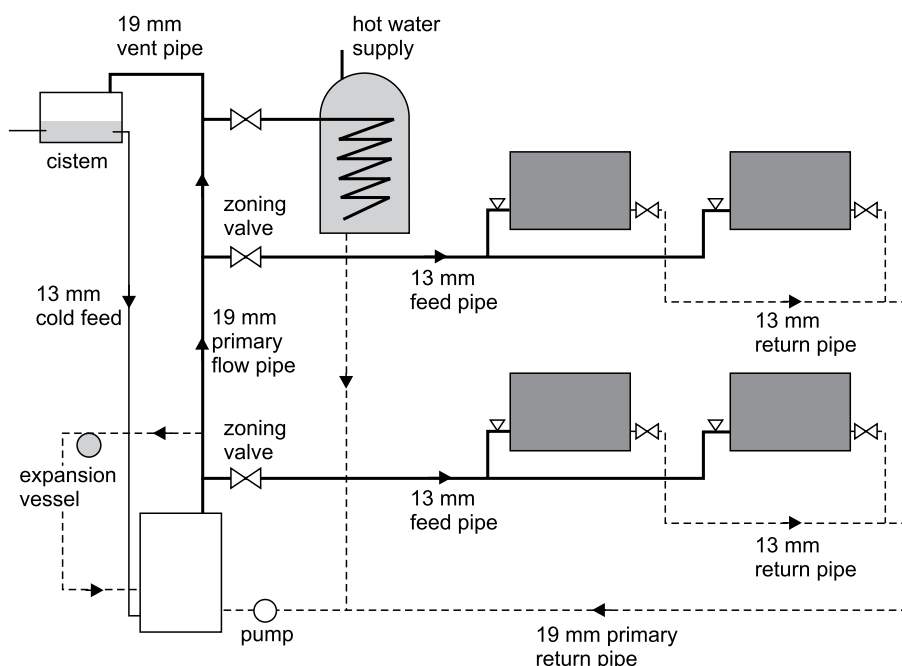 19 mm
vent pipe
hot water
supply
cistem
zoning
valve
13 mm
cold feed
19 mm
primary
flow pipe
13 mm
feed pipe
13 mm
return pipe
zoning
valve
expansion
vessel
13 mm
feed pipe
13 mm
return pipe
pump
19 mm primary
return pipe